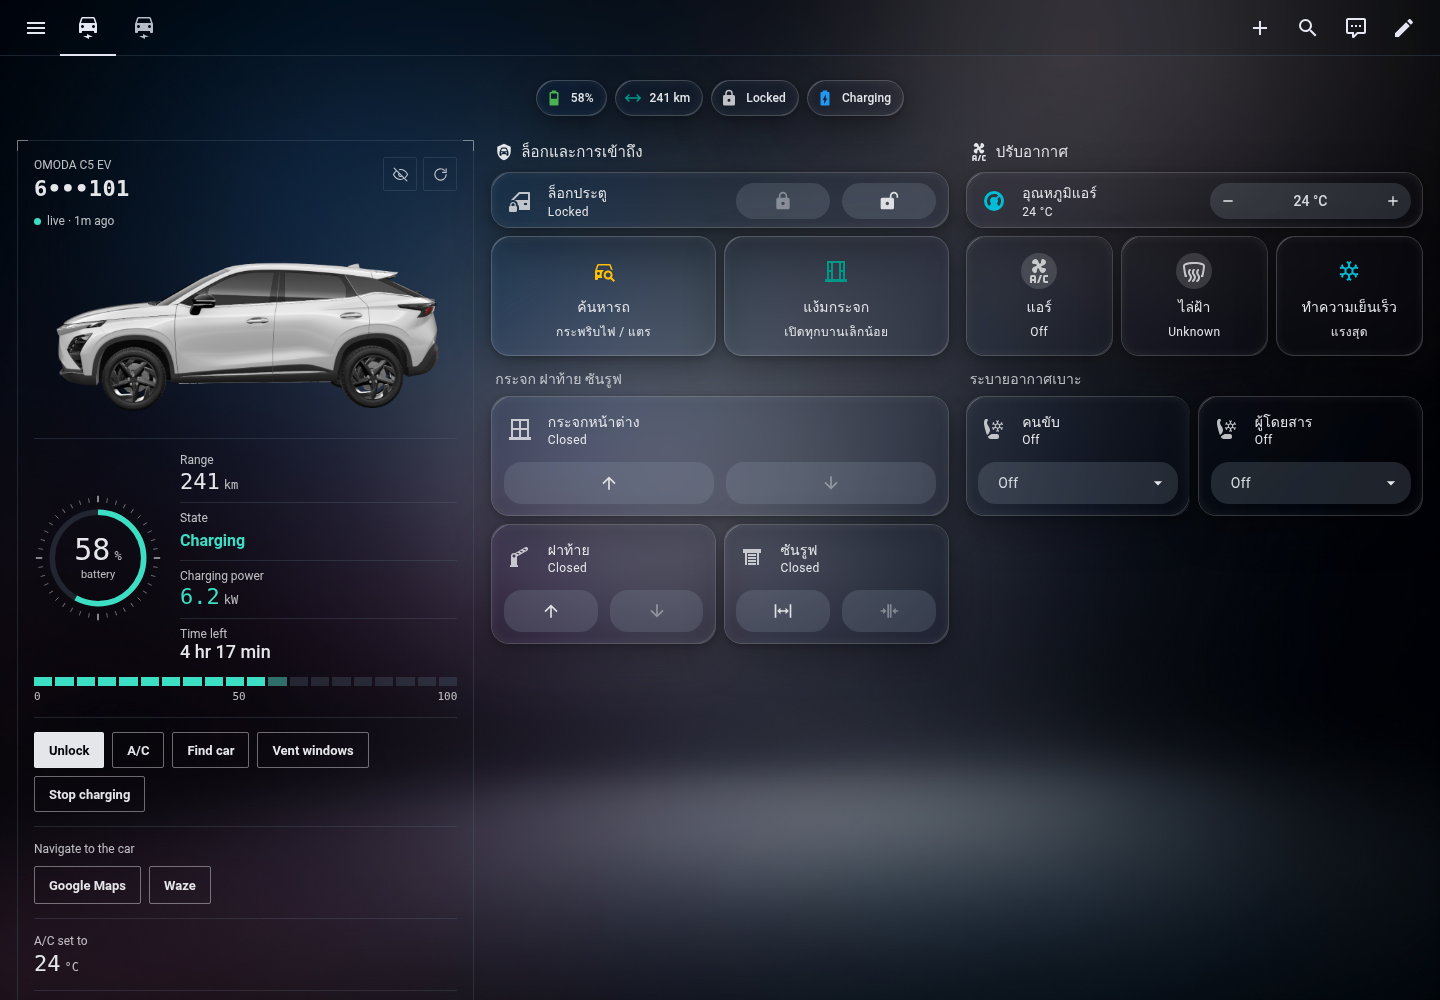 58%
241 km
Locked
Charging
OMODA C5 EV
6•••101
live · 1m ago
Range
241 km
State
Charging
58 %
battery
Charging power
6.2 kW
Time left
4 hr 17 min
0 50 100
Unlock
A/C
Find car
Vent windows
Stop charging
Navigate to the car
Google Maps
Waze
A/C set to
24 °C
ล็อกและการเข้าถึง
ล็อกประตู
Locked
ค้นหารถ
กระพริบไฟ / แตร
แง้มกระจก
เปิดทุกบานเล็กน้อย
กระจก ฝาท้าย ซันรูฟ
กระจกหน้าต่าง
Closed
ฝาท้าย
Closed
ซันรูฟ
Closed
A/C
ปรับอากาศ
อุณหภูมิแอร์
24 °C
− 24 °C +
A/C
แอร์
Off
ไล่ฝ้า
Unknown
ทำความเย็นเร็ว
แรงสุด
ระบายอากาศเบาะ
คนขับ
Off
Off
ผู้โดยสาร
Off
Off